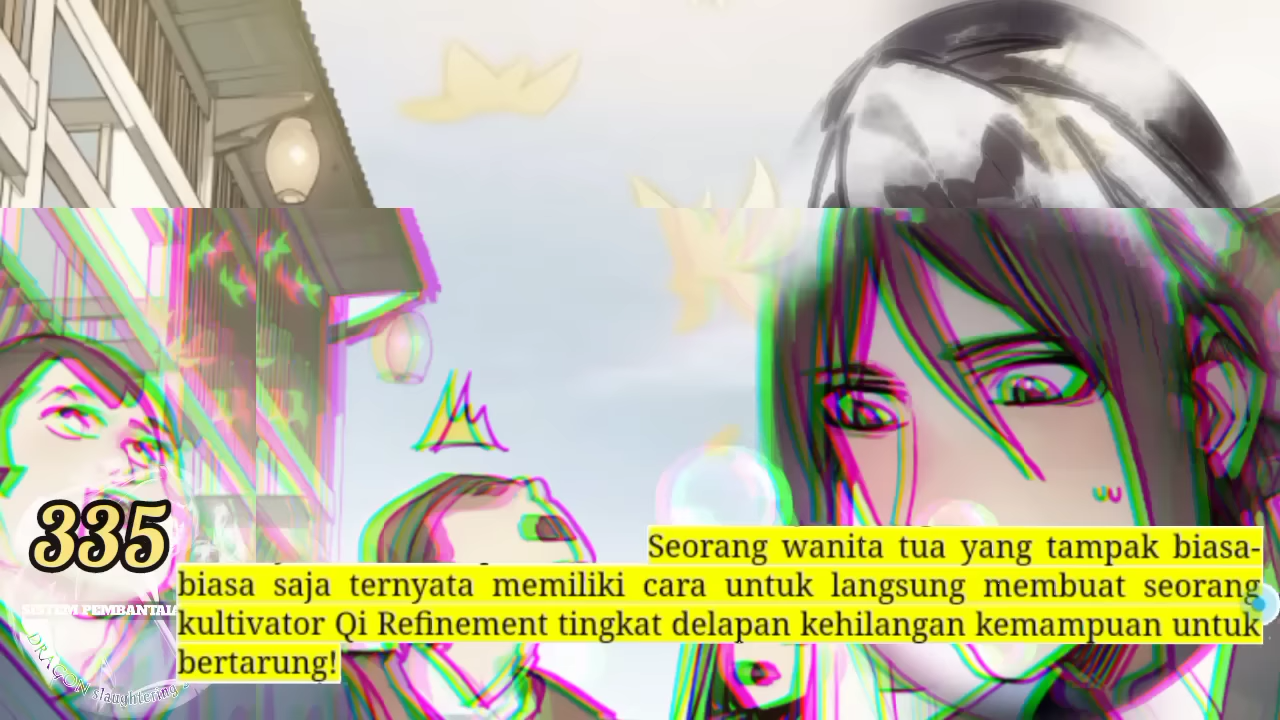 Seorang wanita tua yang tampak biasa-
biasa saja ternyata memiliki cara untuk langsung membuat seorang
kultivator Qi Refinement tingkat delapan kehilangan kemampuan untuk
bertarung!
335
SISTEM PEMBANTAIA
DRAGON slaughtering